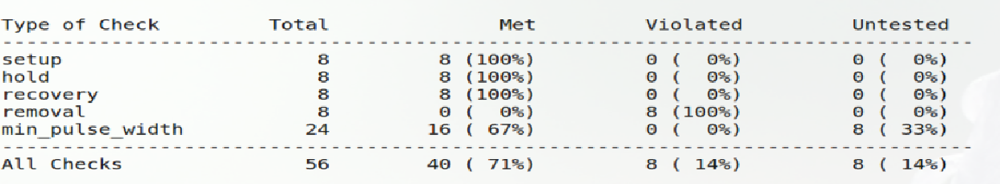 Type of Check Total Met Violated Untested
--------------------------------------------------------------------------------
setup 8 8 (100%) 0 ( 0%) 0 ( 0%)
hold 8 8 (100%) 0 ( 0%) 0 ( 0%)
recovery 8 8 (100%) 0 ( 0%) 0 ( 0%)
removal 8 0 ( 0%) 8 (100%) 0 ( 0%)
min_pulse_width 24 16 ( 67%) 0 ( 0%) 8 ( 33%)
--------------------------------------------------------------------------------
All Checks 56 40 ( 71%) 8 ( 14%) 8 ( 14%)